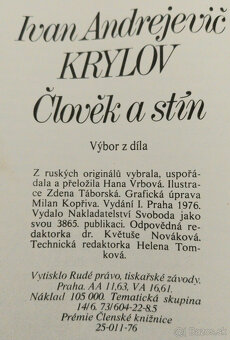 Ivan Andrejevič
KRYLOV
Člověk a stín
Výbor z díla
Z ruských originálů vybrala, uspořá-
dala a přeložila Hana Vrbová. Ilustra-
ce Zdena Táborská. Grafická úprava
Milan Kopřiva. Vydání I. Praha 1976.
Vydalo Nakladatelství Svoboda jako
svou 3865. publikaci. Odpovědná re-
daktorka dr. Květuše Nováková.
Technická redaktorka Helena Tom-
ková.
Vytisklo Rudé právo, tiskařské závody.
Praha. AA 11,63, VA 16,61.
Náklad 105 000. Tematická skupina
14/6. 73/604-22-8.5
Prémie Členské knižnice
25-011-76